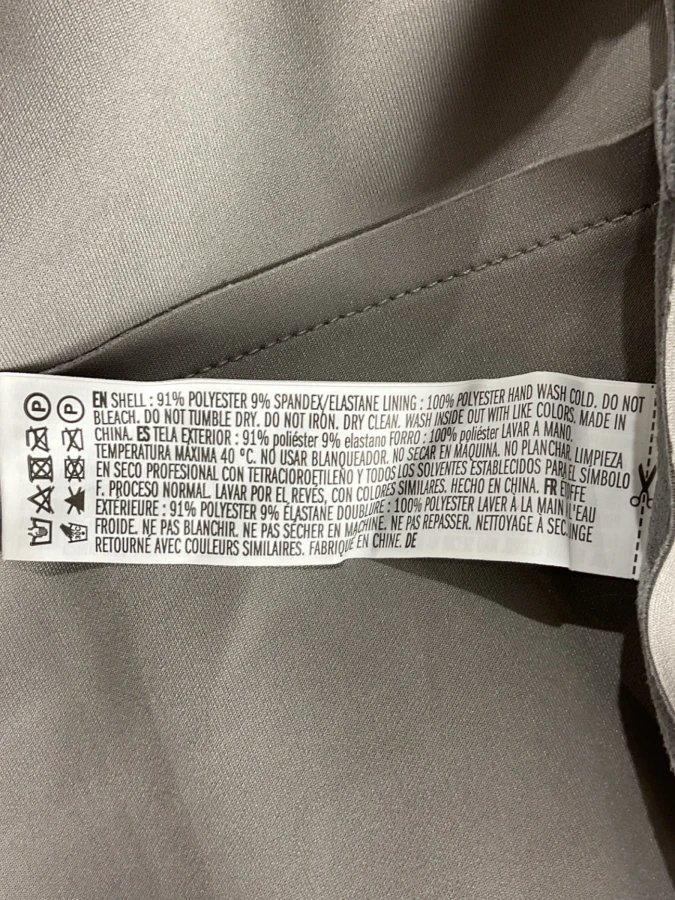 EN SHELL : 91% POLYESTER 9% SPANDEX/ELASTANE LINING : 100% POLYESTER HAND WASH COLD. DO NOT
BLEACH. DO NOT TUMBLE DRY. DO NOT IRON. DRY CLEAN. WASH INSIDE OUT WITH LIKE COLORS. MADE IN
CHINA. ES TELA EXTERIOR : 91% poliéster 9% elastano FORRO : 100% poliéster LAVAR A MANO.
TEMPERATURA MÁXIMA 40 °C. NO USAR BLANQUEADOR. NO SECAR EN MÁQUINA. NO PLANCHAR. LIMPIEZA
EN SECO PROFESIONAL CON TETRACLOROETILENO Y TODOS LOS SOLVENTES ESTABLECIDOS PARA EL SÍMBOLO
F. PROCESO NORMAL. LAVAR POR EL REVÉS, CON COLORES SIMILARES. HECHO EN CHINA. FR
EXTÉRIEURE : 91% POLYESTER 9% ÉLASTANE DOUBLURE : 100% POLYESTER LAVER À LA MAIN L'EAU
FROIDE. NE PAS BLANCHIR. NE PAS SÉCHER EN MACHINE. NE PAS REPASSER. NETTOYAGE À SEC.
RETOURNÉ AVEC COULEURS SIMILAIRES. FABRIQUÉ EN CHINE. DE
P P